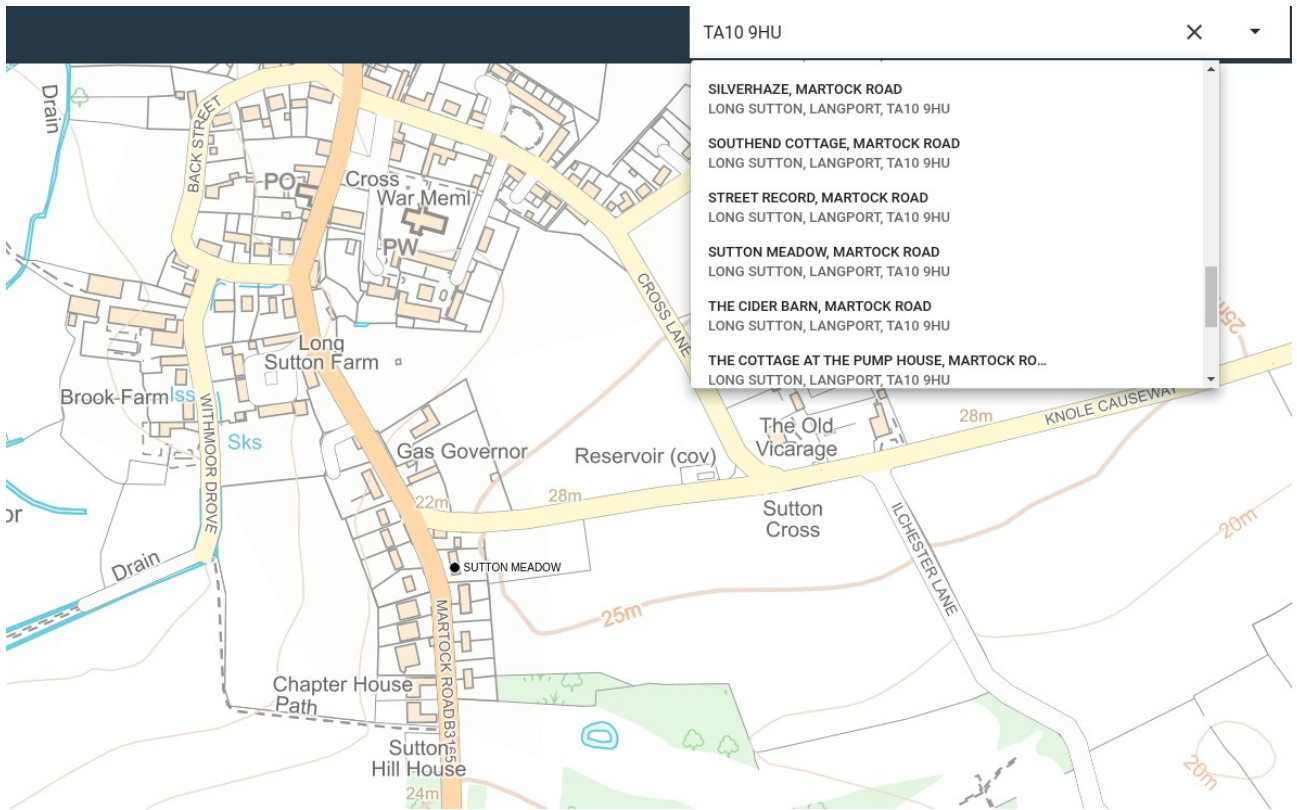 TA10 9HU
SILVERHAZE, MARTOCK ROAD
LONG SUTTON, LANGPORT, TA10 9HU
SOUTHEND COTTAGE, MARTOCK ROAD
LONG SUTTON, LANGPORT, TA10 9HU
STREET RECORD, MARTOCK ROAD
LONG SUTTON, LANGPORT, TA10 9HU
SUTTON MEADOW, MARTOCK ROAD
LONG SUTTON, LANGPORT, TA10 9HU
THE CIDER BARN, MARTOCK ROAD
LONG SUTTON, LANGPORT, TA10 9HU
THE COTTAGE AT THE PUMP HOUSE, MARTOCK RO...
LONG SUTTON, LANGPORT, TA10 9HU
Drain
BACK STREET
PO
Cross
War Meml
PW
CROSS LANE
25m
Long
Sutton Farm
Brook Farm
Iss
Sks
WITHMOOR DROVE
Gas Governor
Reservoir (cov)
The Old
Vicarage
28m
KNOLE CAUSEWAY
22m
28m
Sutton
Cross
or
Drain
ILCHESTER LANE
20m
SUTTON MEADOW
25m
MARTOCK ROAD
B3165
Chapter House
Path
Sutton
Hill House
24m
20m